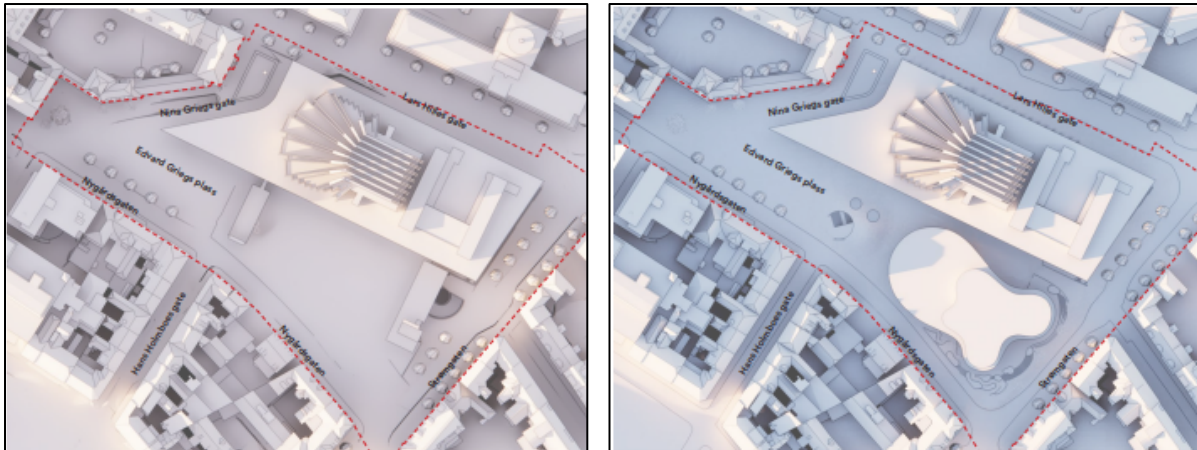 Nina Griegs gate
Lars Hilles gate
Edvard Griegs plass
Nygårdsgaten
Hans Holmboes gate
Nygårdsgaten
Strømgaten
Nina Griegs gate
Lars Hilles gate
Edvard Griegs plass
Nygårdsgaten
Hans Holmboes gate
Nygårdsgaten
Strømgaten